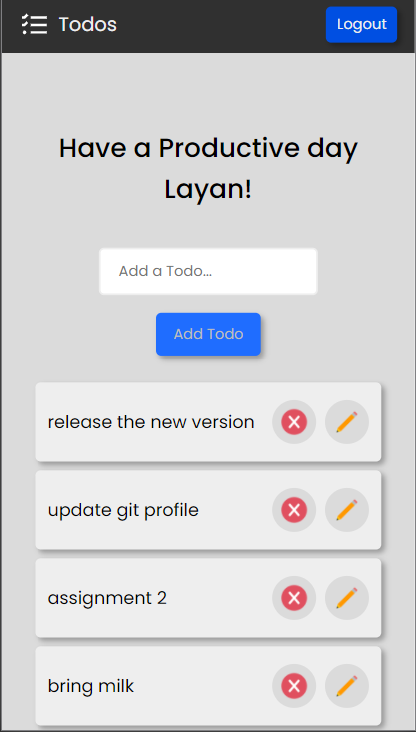 Todos
Logout
Have a Productive day
Layan!
Add a Todo...
Add Todo
release the new version
update git profile
assignment 2
bring milk